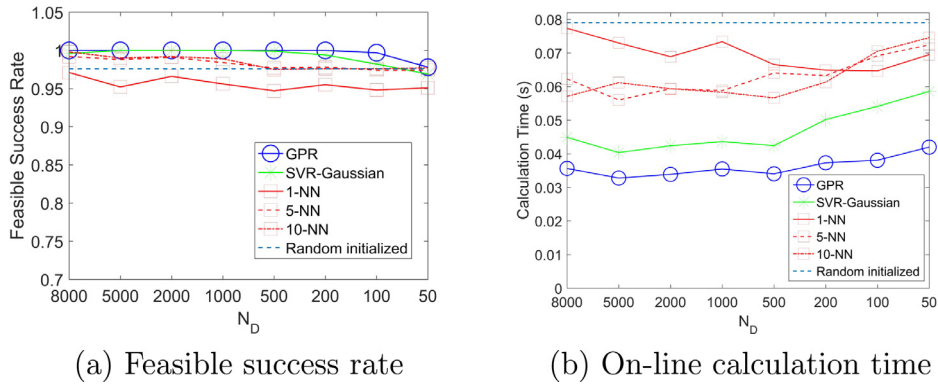 1
0.95
0.9
0.85
0.8
0.75
0.7
Feasible Success Rate
GPR
SVR-Gaussian
1-NN
5-NN
10-NN
Random initialized
8000 5000 2000 1000 500 200 100 50
N_D
(a) Feasible success rate
0.08
0.07
0.06
0.05
0.04
0.03
0.02
0.01
0
Calculation Time (s)
GPR
SVR-Gaussian
1-NN
5-NN
10-NN
Random initialized
8000 5000 2000 1000 500 200 100 50
N_D
(b) On-line calculation time